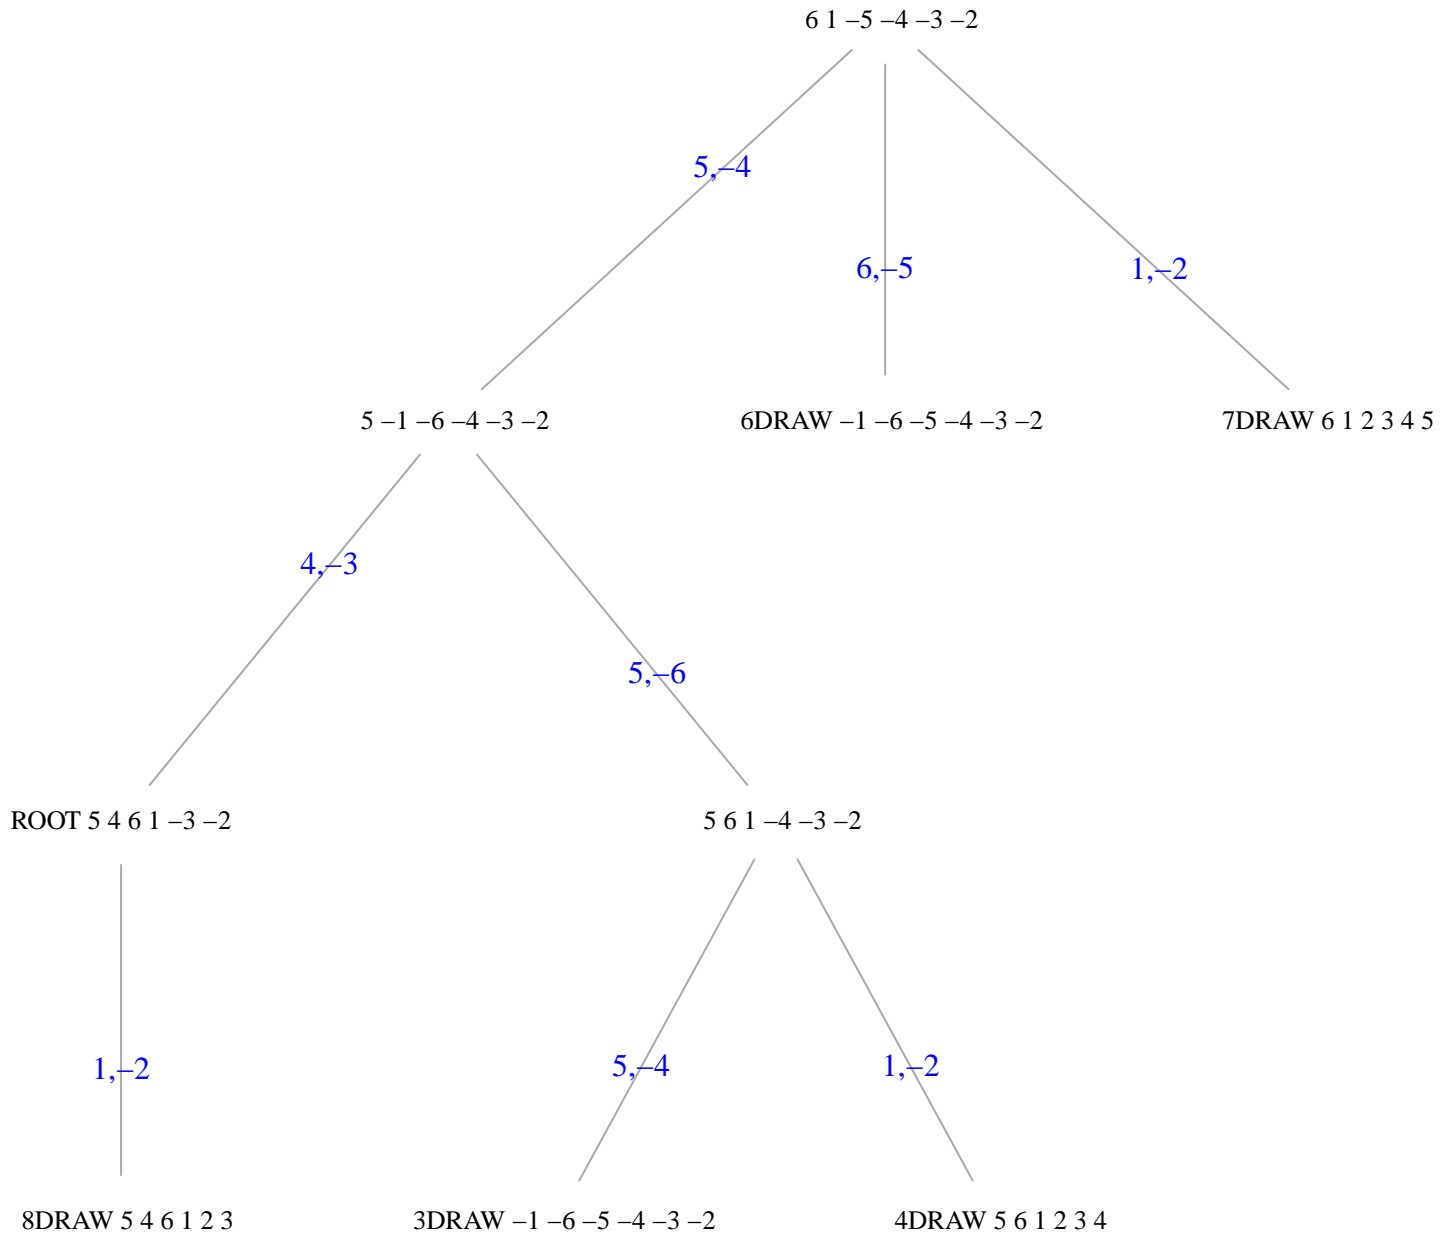 6 1 –5 –4 –3 –2
5,–4
6,–5
1,–2
5 –1 –6 –4 –3 –2
6DRAW –1 –6 –5 –4 –3 –2
7DRAW 6 1 2 3 4 5
4,–3
5,–6
ROOT 5 4 6 1 –3 –2
5 6 1 –4 –3 –2
1,–2
5,–4
1,–2
8DRAW 5 4 6 1 2 3
3DRAW –1 –6 –5 –4 –3 –2
4DRAW 5 6 1 2 3 4